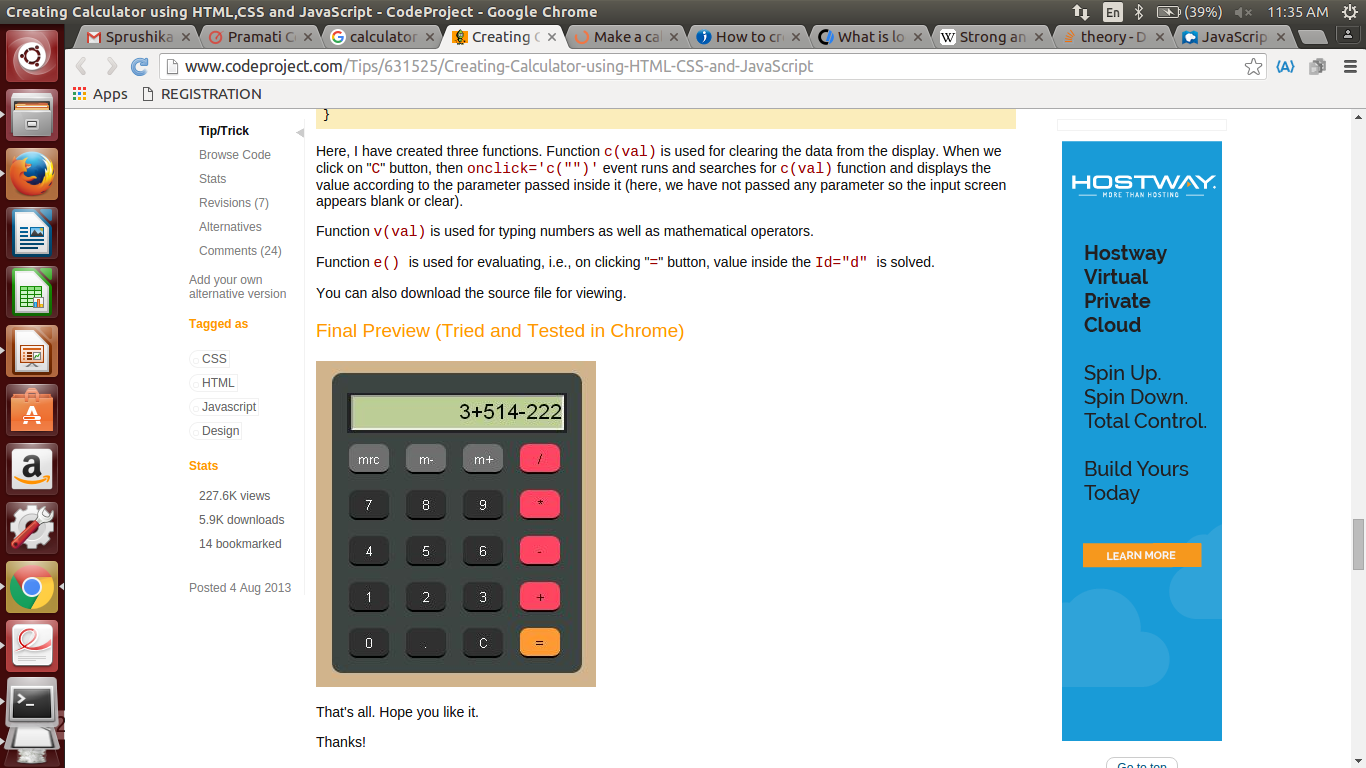 Creating Calculator using HTML,CSS and JavaScript - CodeProject - Google Chrome
En (39%) 11:35 AM
Sprushika × Pramati C × calculator × Creating C × Make a cal × How to cr × What is lo × Strong an × theory - D × JavaScrip ×
www.codeproject.com/Tips/631525/Creating-Calculator-using-HTML-CSS-and-JavaScript
Apps REGISTRATION
Tip/Trick
Browse Code
Stats
Revisions (7)
Alternatives
Comments (24)
Add your own
alternative version
Tagged as
CSS
HTML
Javascript
Design
Stats
227.6K views
5.9K downloads
14 bookmarked
Posted 4 Aug 2013
}
Here, I have created three functions. Function c(val) is used for clearing the data from the display. When we
click on "C" button, then onclick='c("")' event runs and searches for c(val) function and displays the
value according to the parameter passed inside it (here, we have not passed any parameter so the input screen
appears blank or clear).
Function v(val) is used for typing numbers as well as mathematical operators.
Function e() is used for evaluating, i.e., on clicking "=" button, value inside the Id="d" is solved.
You can also download the source file for viewing.
Final Preview (Tried and Tested in Chrome)
3+514-222
mrc m- m+ /
7 8 9 *
4 5 6 -
1 2 3 +
0 . C =
That's all. Hope you like it.
Thanks!
HOSTWAY.
MORE THAN HOSTING
Hostway
Virtual
Private
Cloud
Spin Up.
Spin Down.
Total Control.
Build Yours
Today
LEARN MORE
Go to top